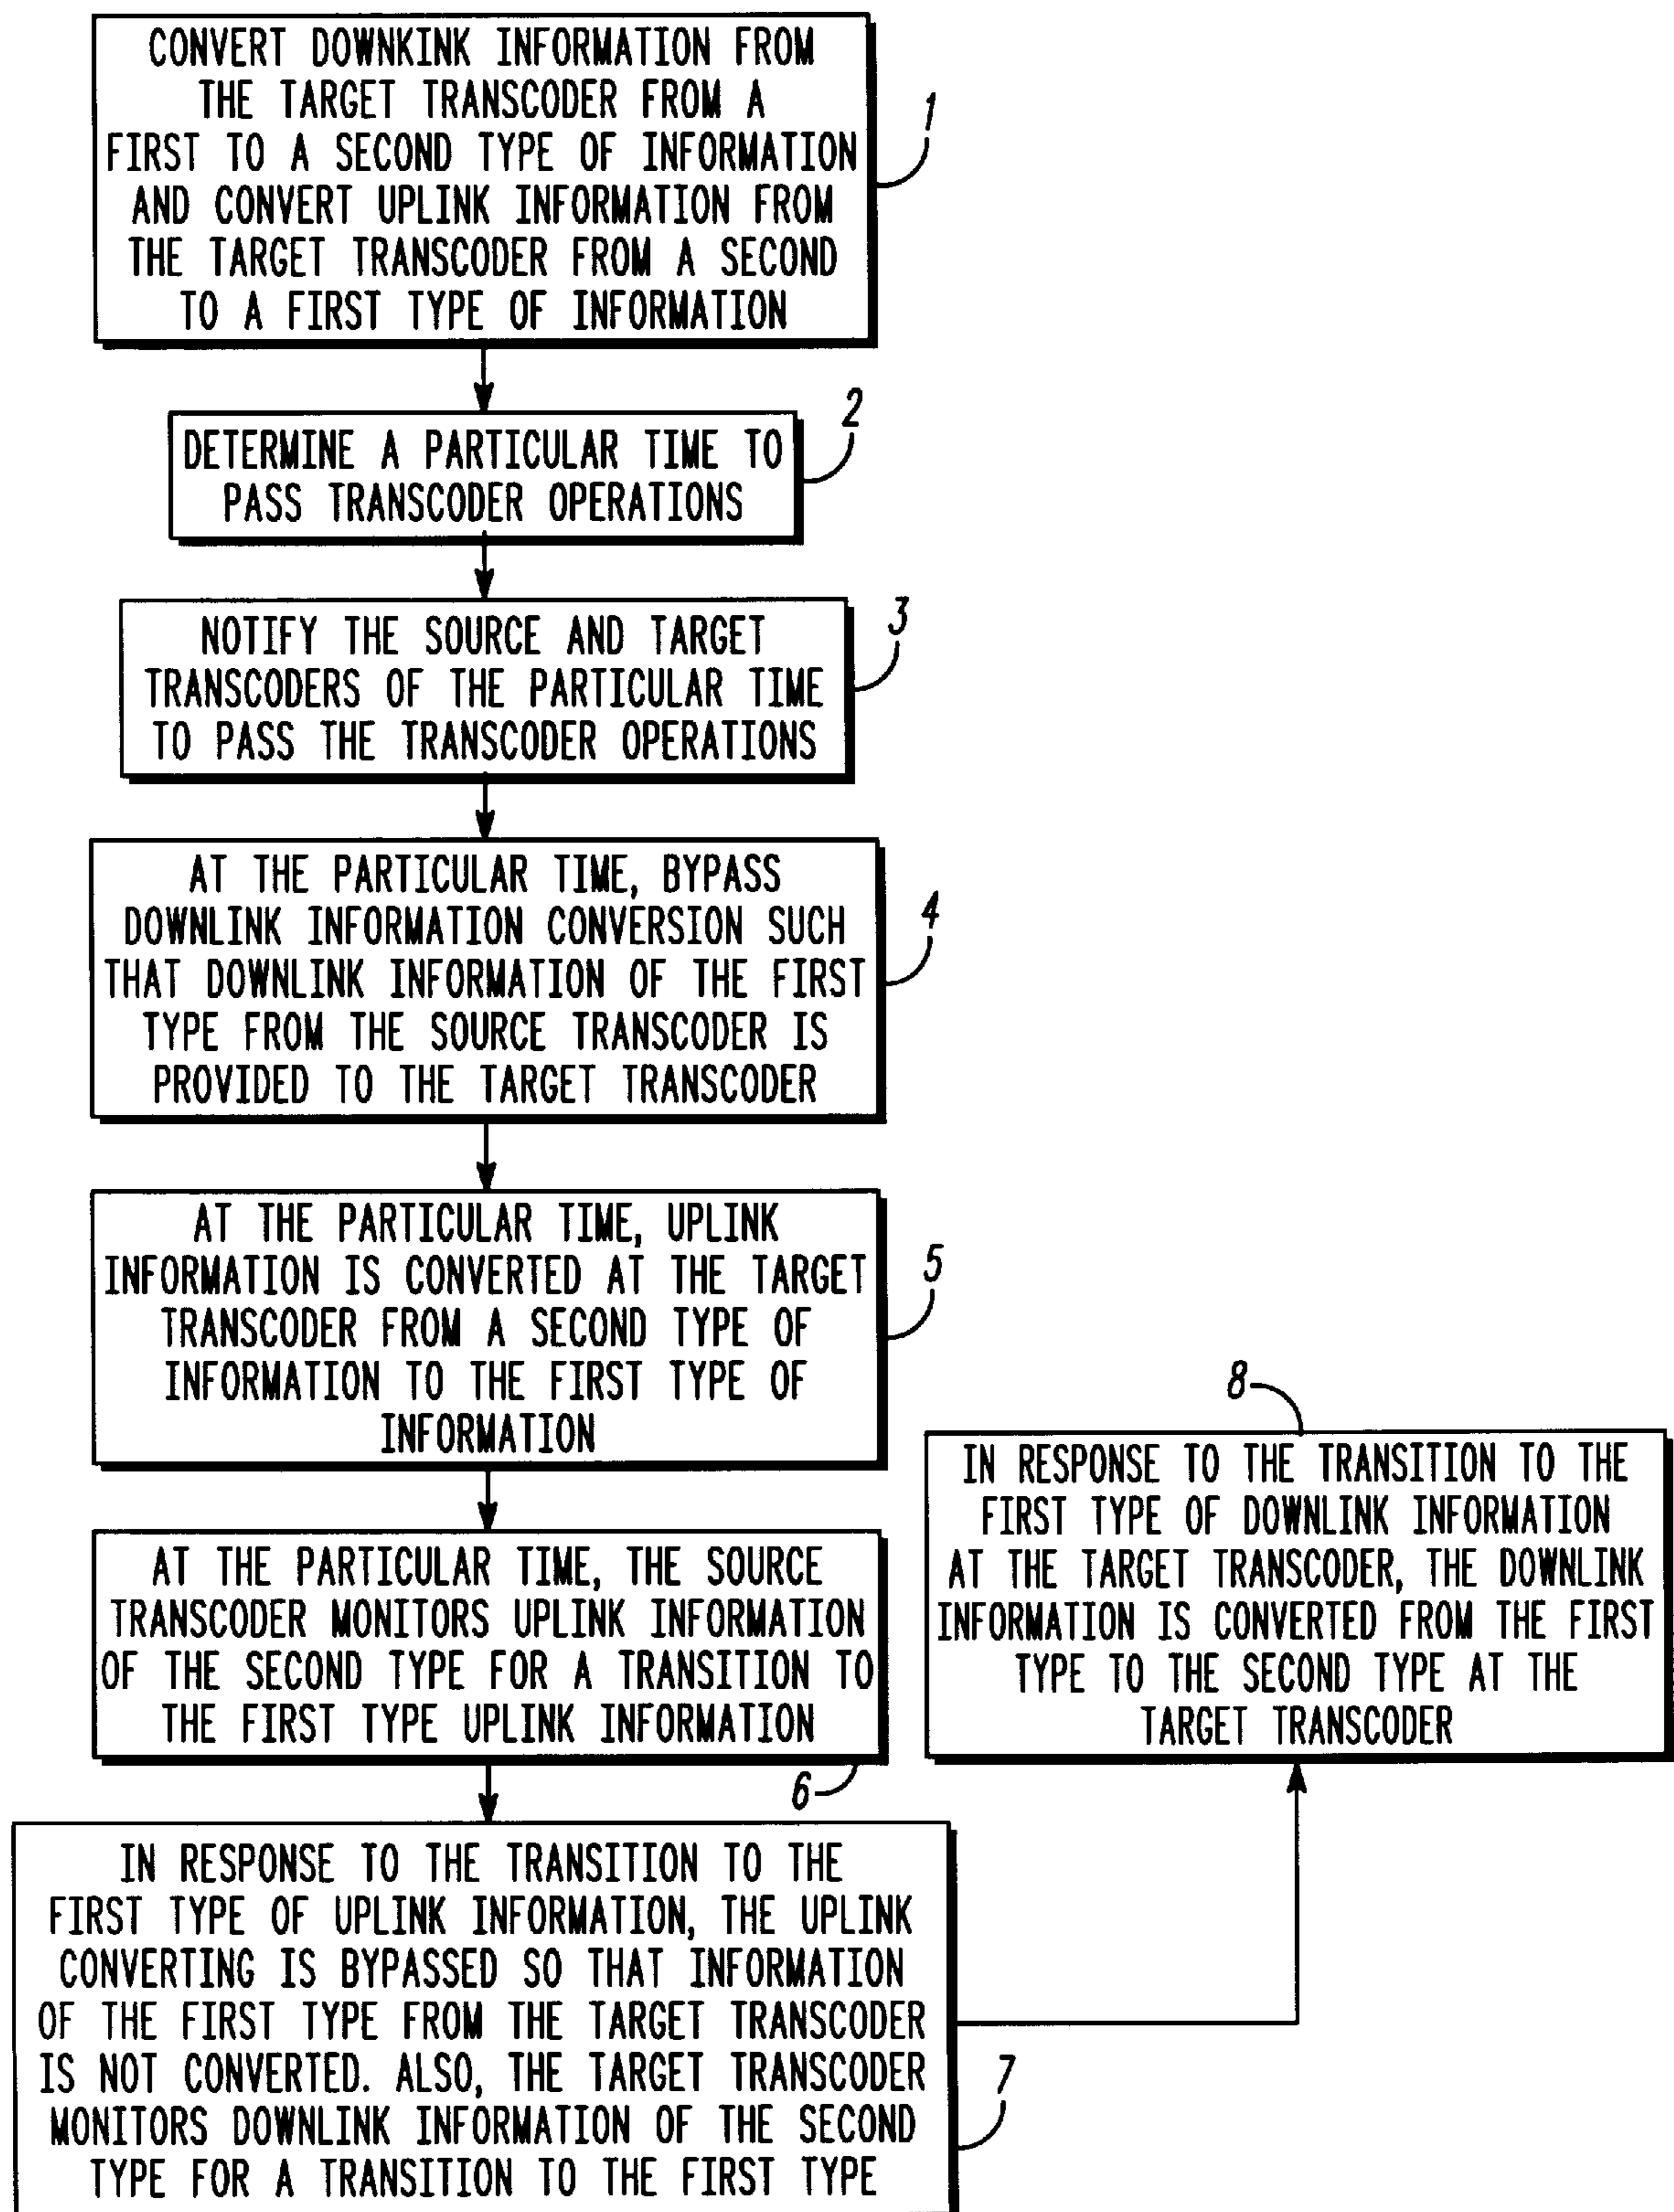 CONVERT DOWNKINK INFORMATION FROM
THE TARGET TRANSCODER FROM A
FIRST TO A SECOND TYPE OF INFORMATION
AND CONVERT UPLINK INFORMATION FROM
THE TARGET TRANSCODER FROM A SECOND
TO A FIRST TYPE OF INFORMATION
1
DETERMINE A PARTICULAR TIME TO
PASS TRANSCODER OPERATIONS
2
NOTIFY THE SOURCE AND TARGET
TRANSCODERS OF THE PARTICULAR TIME
TO PASS THE TRANSCODER OPERATIONS
3
AT THE PARTICULAR TIME, BYPASS
DOWNLINK INFORMATION CONVERSION SUCH
THAT DOWNLINK INFORMATION OF THE FIRST
TYPE FROM THE SOURCE TRANSCODER IS
PROVIDED TO THE TARGET TRANSCODER
4
AT THE PARTICULAR TIME, UPLINK
INFORMATION IS CONVERTED AT THE TARGET
TRANSCODER FROM A SECOND TYPE OF
INFORMATION TO THE FIRST TYPE OF
INFORMATION
5
AT THE PARTICULAR TIME, THE SOURCE
TRANSCODER MONITORS UPLINK INFORMATION
OF THE SECOND TYPE FOR A TRANSITION TO
THE FIRST TYPE UPLINK INFORMATION
6
IN RESPONSE TO THE TRANSITION TO THE
FIRST TYPE OF UPLINK INFORMATION, THE UPLINK
CONVERTING IS BYPASSED SO THAT INFORMATION
OF THE FIRST TYPE FROM THE TARGET TRANSCODER
IS NOT CONVERTED. ALSO, THE TARGET TRANSCODER
MONITORS DOWNLINK INFORMATION OF THE SECOND
TYPE FOR A TRANSITION TO THE FIRST TYPE
7
8
IN RESPONSE TO THE TRANSITION TO THE
FIRST TYPE OF DOWNLINK INFORMATION
AT THE TARGET TRANSCODER, THE DOWNLINK
INFORMATION IS CONVERTED FROM THE FIRST
TYPE TO THE SECOND TYPE AT THE
TARGET TRANSCODER